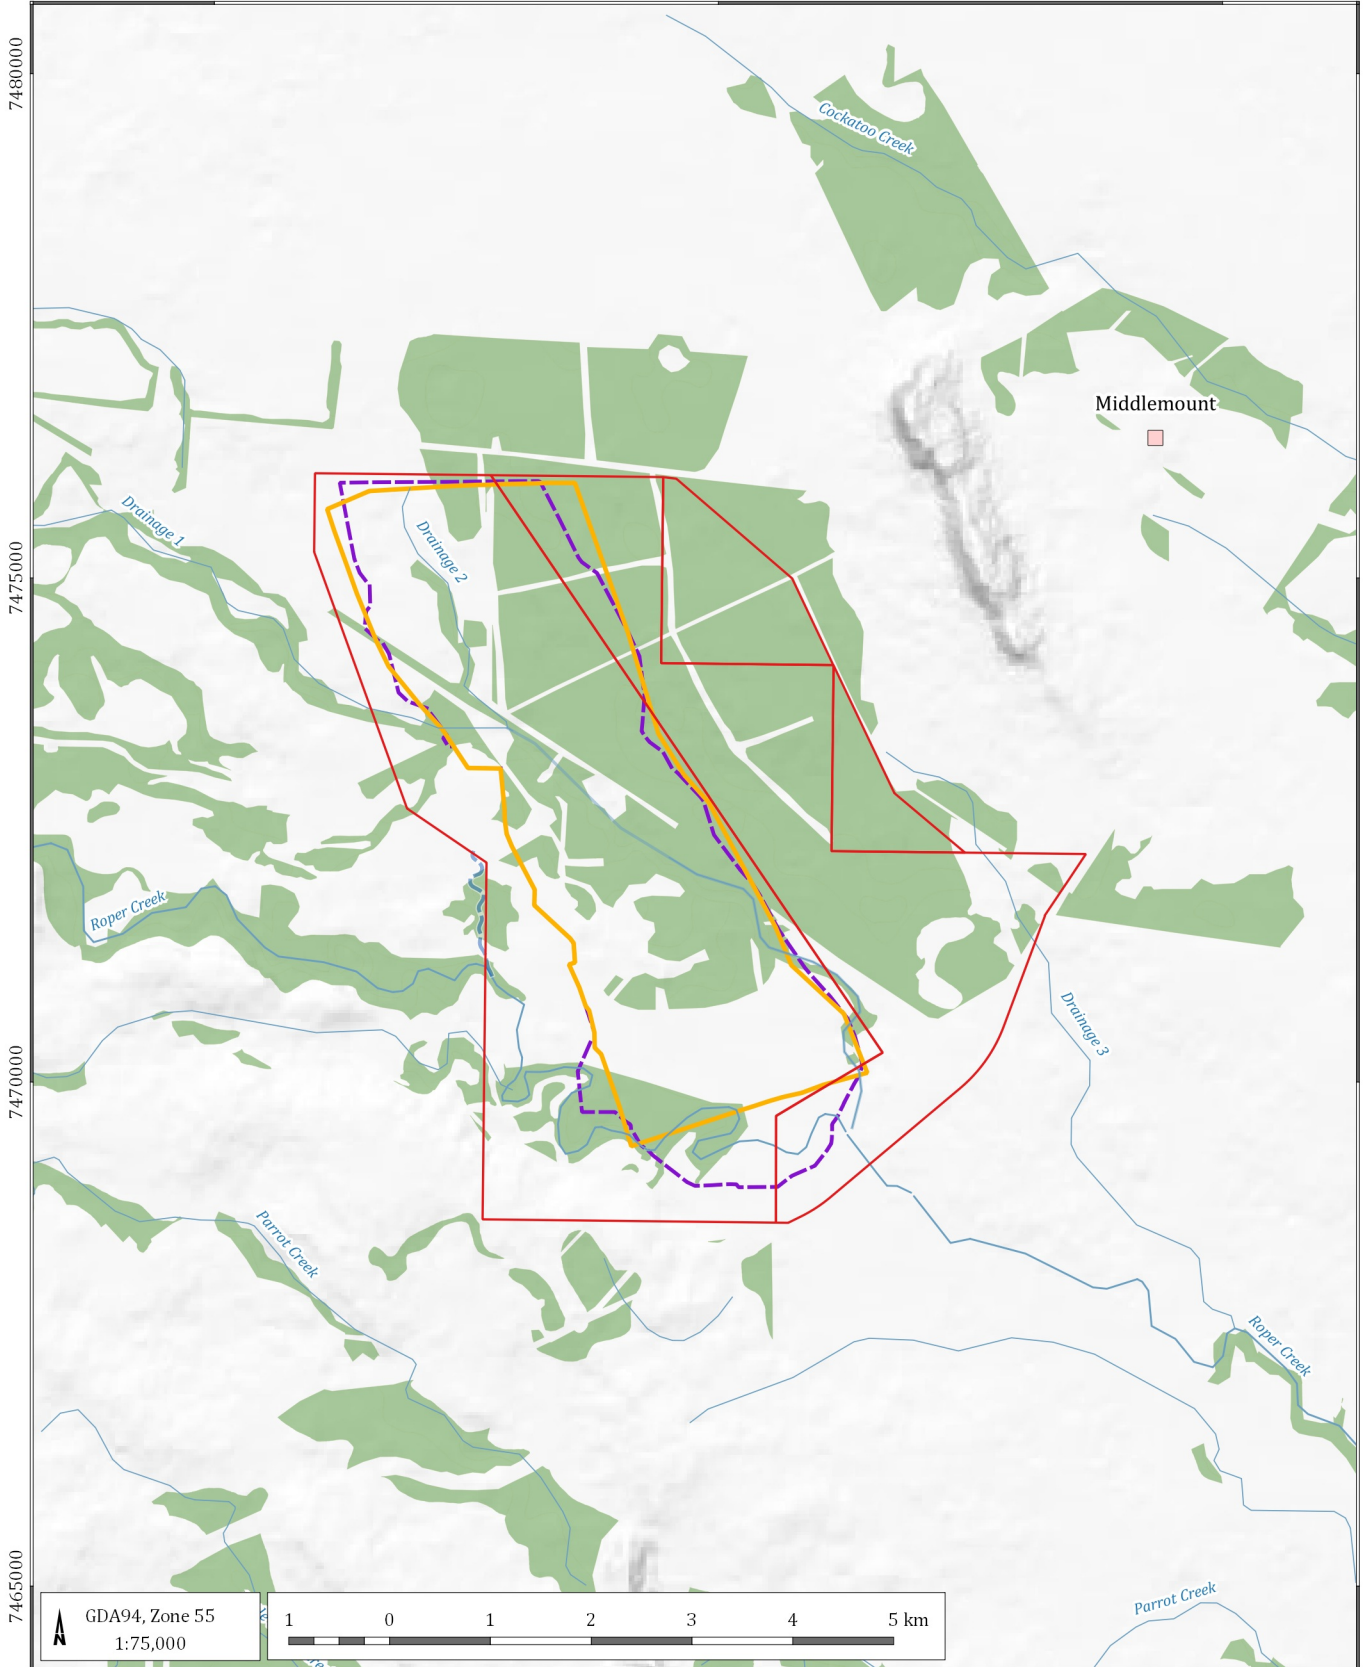 7480000
Cockatoo Creek
Middlemount
Drainage 1
Drainage 2
7475000
Roper Creek
Drainage 3
7470000
Parrot Creek
Roper Creek
7465000
Parrot Creek
GDA94, Zone 55
1:75,000
1 0 1 2 3 4 5 km
N